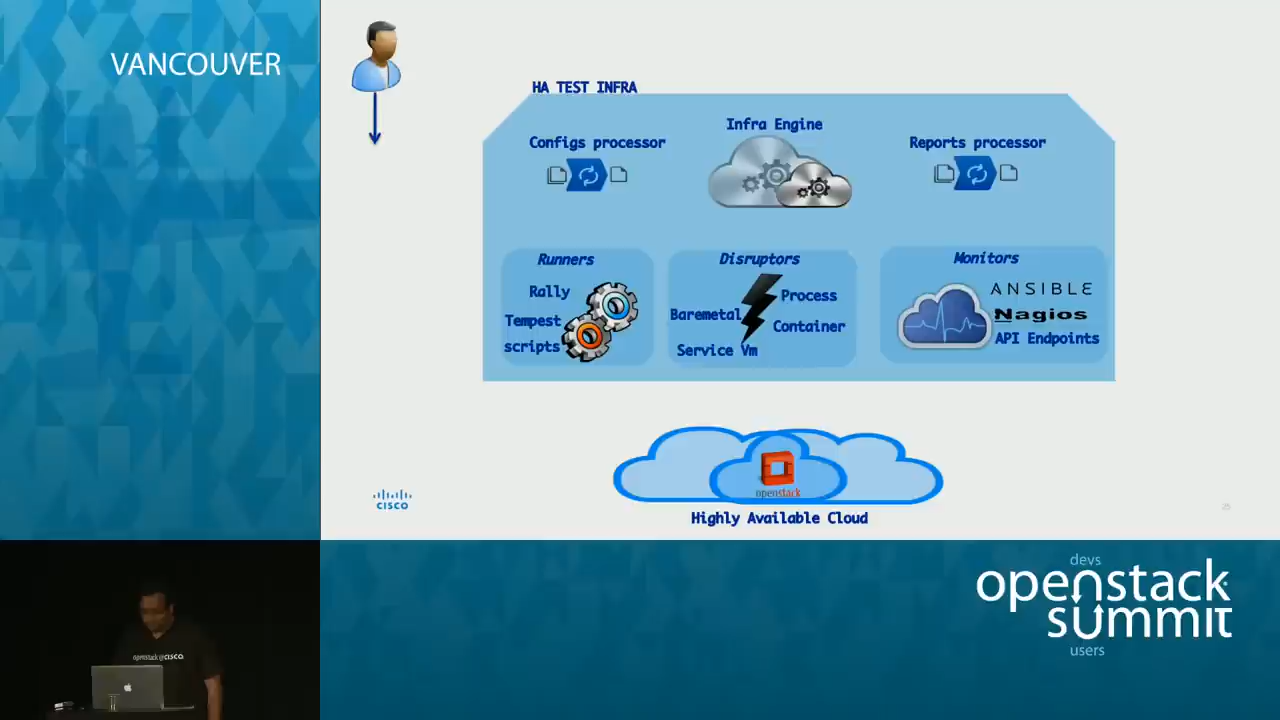 VANCOUVER
HA TEST INFRA
Infra Engine
Configs processor
Reports processor
Runners
Rally
Tempest
scripts
Disruptors
Process
Baremetal
Container
Service Vm
Monitors
ANSIBLE
Nagios
API Endpoints
openstack
Highly Available Cloud
CISCO
25
devs
openstack
summit
users
openstack@CISCO